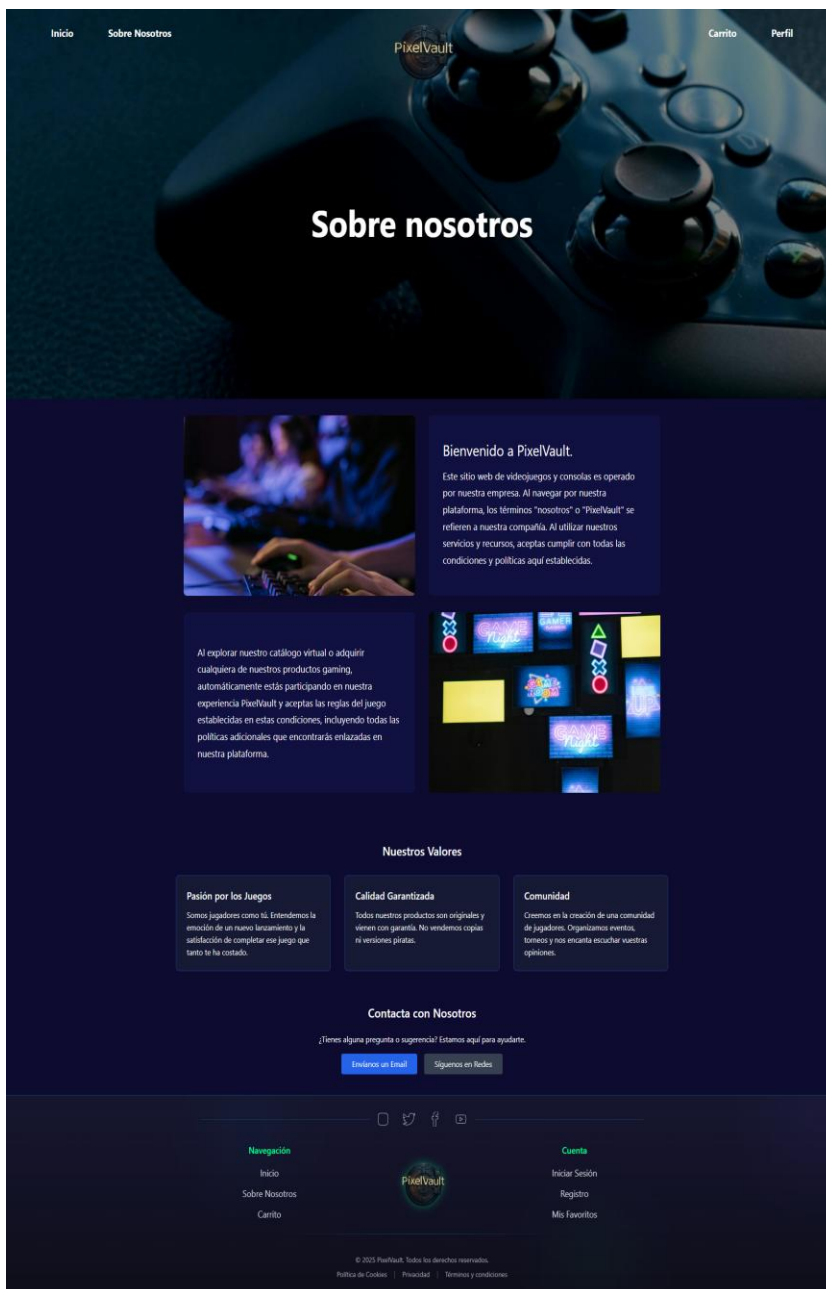 Inicio
Sobre Nosotros
PixelVault
Carrito
Perfil
Sobre nosotros
Bienvenido a PixelVault.
Este sitio web de videojuegos y consolas es operado
por nuestra empresa. Al navegar por nuestra
plataforma, los términos "nosotros" o "PixelVault" se
refieren a nuestra compañía. Al utilizar nuestros
servicios y recursos, aceptas cumplir con todas las
condiciones y políticas aquí establecidas.
Al explorar nuestro catálogo virtual o adquirir
cualquiera de nuestros productos gaming,
automáticamente estás participando en nuestra
experiencia PixelVault y aceptas las reglas del juego
establecidas en estas condiciones, incluyendo todas las
políticas adicionales que encontrarás enlazadas en
nuestra plataforma.
GAME
Night
GAMER
GAME
Night
UP
Nuestros Valores
Pasión por los Juegos
Somos jugadores como tú. Entendemos la
emoción de un nuevo lanzamiento y la
satisfacción de completar ese juego que
tanto te ha costado.
Calidad Garantizada
Todos nuestros productos son originales y
vienen con garantía. No vendemos copias
ni versiones piratas.
Comunidad
Creemos en la creación de una comunidad
de jugadores. Organizamos eventos,
torneos y nos encanta escuchar vuestras
opiniones.
Contacta con Nosotros
¿Tienes alguna pregunta o sugerencia? Estamos aquí para ayudarte.
Envíanos un Email
Síguenos en Redes
Navegación
Inicio
Sobre Nosotros
Carrito
PixelVault
Cuenta
Iniciar Sesión
Registro
Mis Favoritos
© 2025 PixelVault. Todos los derechos reservados.
Política de Cookies | Privacidad | Términos y condiciones